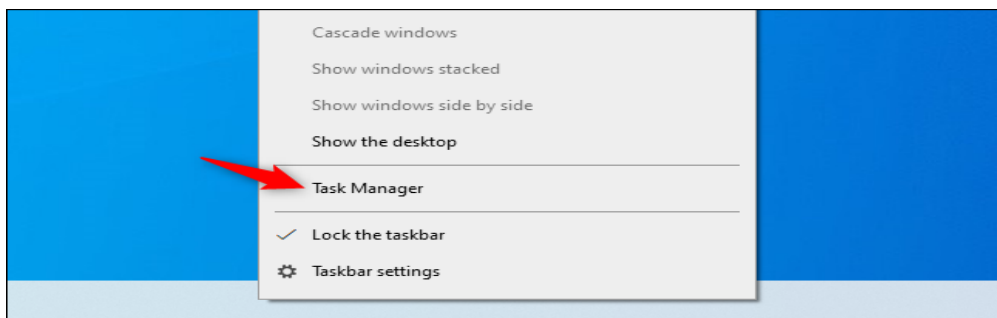 Cascade windows
Show windows stacked
Show windows side by side
Show the desktop
Task Manager
Lock the taskbar
Taskbar settings